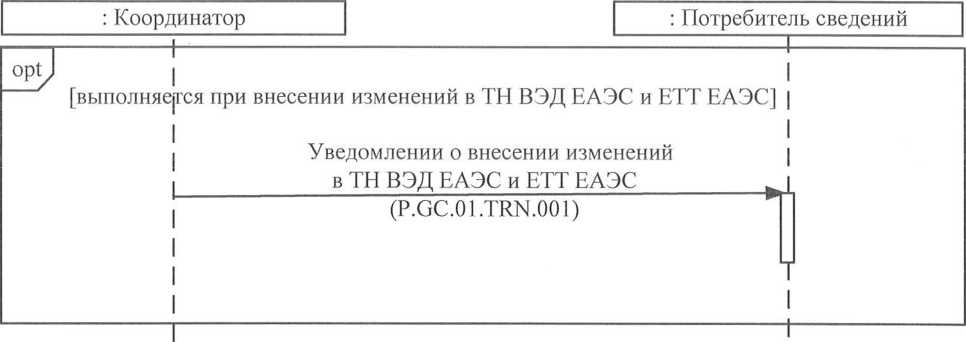 : Координатор
: Потребитель сведений
opt
[выполняется при внесении изменений в ТН ВЭД ЕАЭС и ЕТТ ЕАЭС]
Уведомлении о внесении изменений
в ТН ВЭД ЕАЭС и ЕТТ ЕАЭС
(P.GC.01.TRN.001)